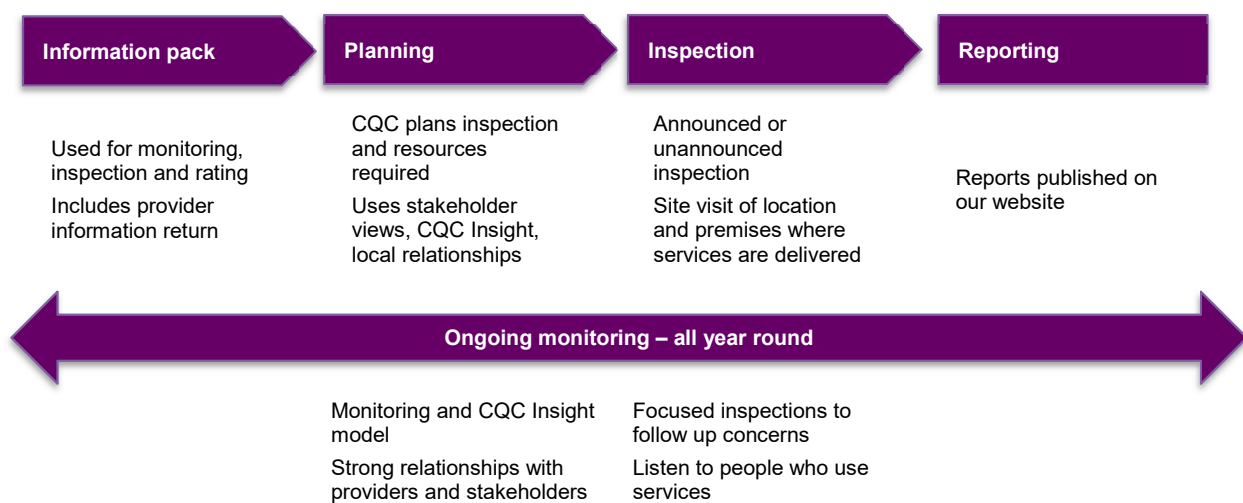 Information pack
Planning
Inspection
Reporting
Used for monitoring,
inspection and rating
Includes provider
information return
CQC plans inspection
and resources
required
Uses stakeholder
views, CQC Insight,
local relationships
Announced or
unannounced
inspection
Site visit of location
and premises where
services are delivered
Reports published on
our website
Ongoing monitoring – all year round
Monitoring and CQC Insight
model
Strong relationships with
providers and stakeholders
Focused inspections to
follow up concerns
Listen to people who use
services